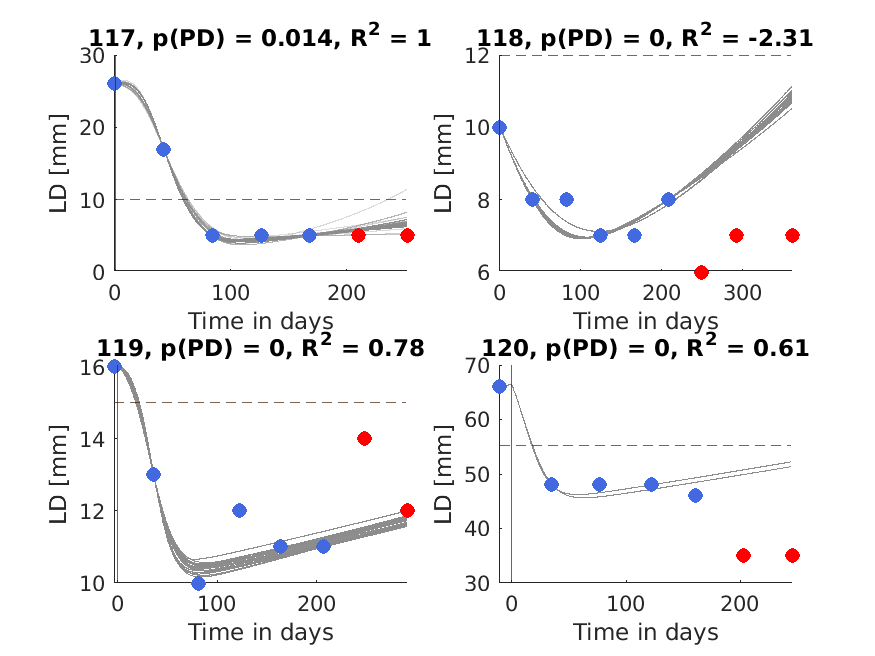 117, p(PD) = 0.014, R² = 1
30
20
10
0
LD [mm]
0 100 200
Time in days
118, p(PD) = 0, R² = -2.31
12
10
8
6
LD [mm]
0 100 200 300
Time in days
119, p(PD) = 0, R² = 0.78
16
14
12
10
LD [mm]
0 100 200
Time in days
120, p(PD) = 0, R² = 0.61
70
60
50
40
30
LD [mm]
0 100 200
Time in days